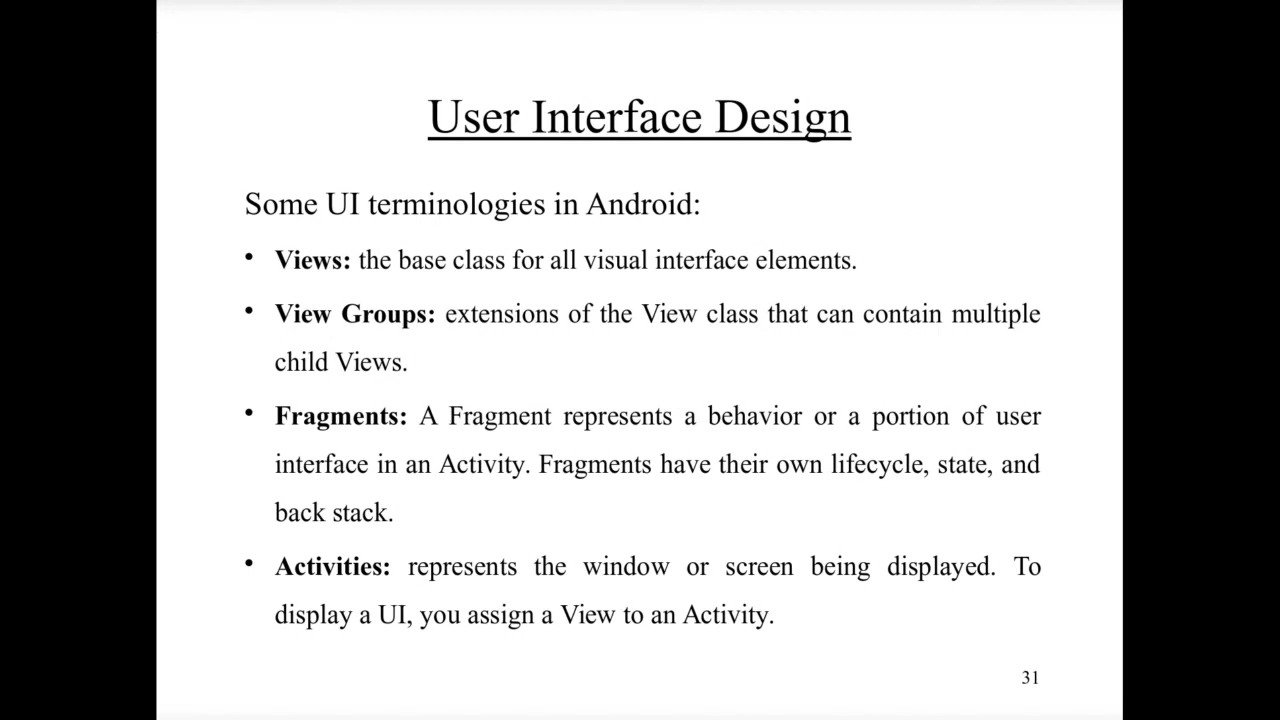 User Interface Design
Some UI terminologies in Android:
• Views: the base class for all visual interface elements.
• View Groups: extensions of the View class that can contain multiple
child Views.
• Fragments: A Fragment represents a behavior or a portion of user
interface in an Activity. Fragments have their own lifecycle, state, and
back stack.
• Activities: represents the window or screen being displayed. To
display a UI, you assign a View to an Activity.
31